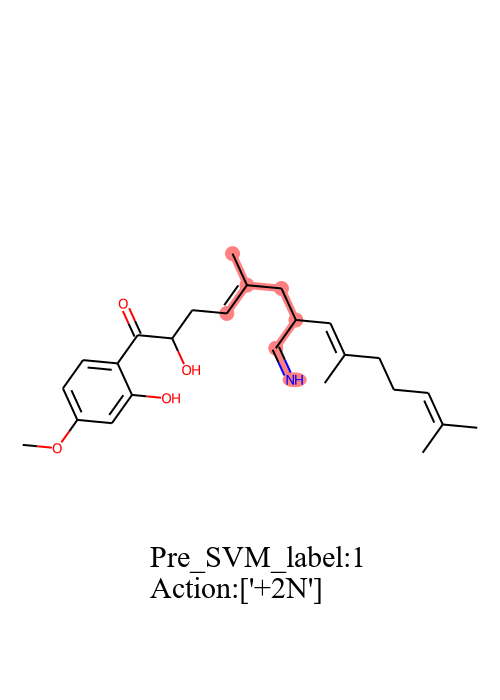 O
OH
NH
OH
O
Pre_SVM_label:1
Action:['+2N']